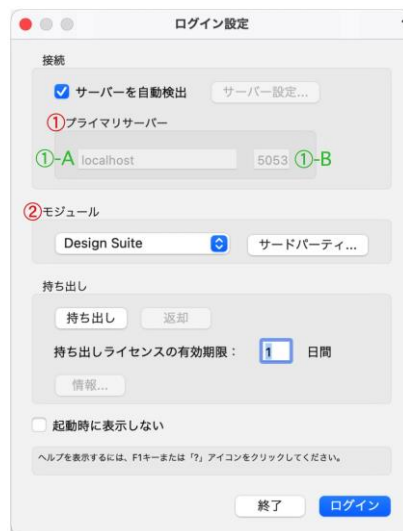 ログイン設定
接続
サーバーを自動検出 サーバー設定...
①プライマリサーバー
①-A localhost 5053 ①-B
②モジュール
Design Suite サードパーティ...
持ち出し
持ち出し 返却
持ち出しライセンスの有効期限： 1 日間
情報...
起動時に表示しない
ヘルプを表示するには、F1キーまたは「?」アイコンをクリックしてください。
終了 ログイン